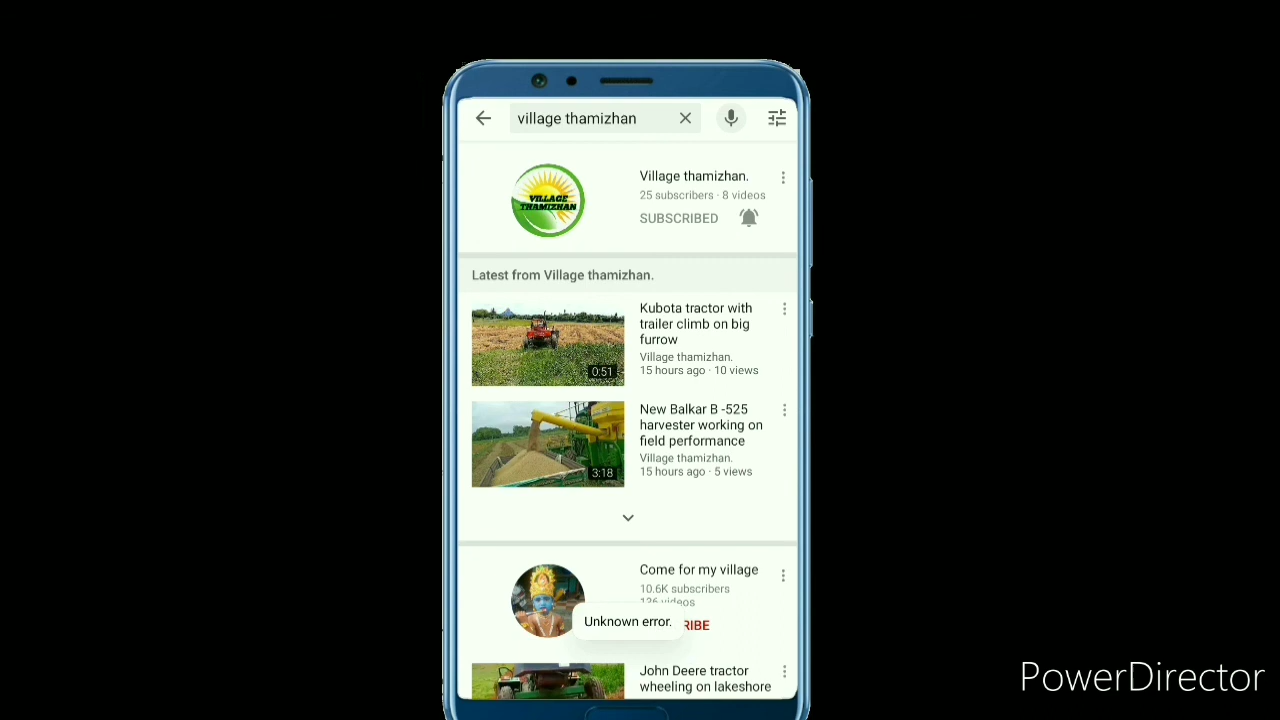 village thamizhan
VILLAGE
THAMIZHAN
Village thamizhan.
25 subscribers · 8 videos
SUBSCRIBED
Latest from Village thamizhan.
Kubota tractor with
trailer climb on big
furrow
Village thamizhan.
15 hours ago · 10 views
0:51
New Balkar B -525
harvester working on
field performance
Village thamizhan.
15 hours ago · 5 views
3:18
Come for my village
10.6K subscribers
136 videos
RIBE
Unknown error.
John Deere tractor
wheeling on lakeshore
PowerDirector